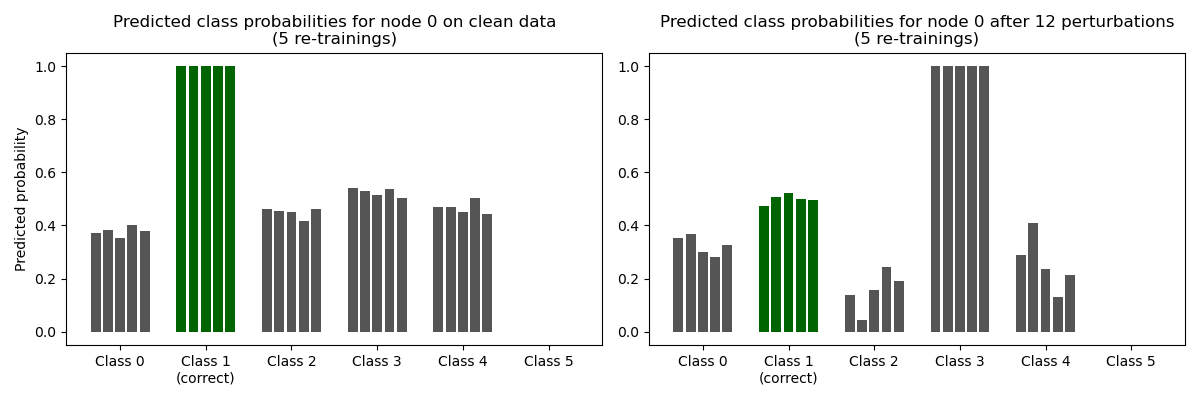 Predicted class probabilities for node 0 on clean data
(5 re-trainings)
Predicted probability
1.0
0.8
0.6
0.4
0.2
0.0
Class 0
Class 1
(correct)
Class 2
Class 3
Class 4
Class 5
Predicted class probabilities for node 0 after 12 perturbations
(5 re-trainings)
1.0
0.8
0.6
0.4
0.2
0.0
Class 0
Class 1
(correct)
Class 2
Class 3
Class 4
Class 5